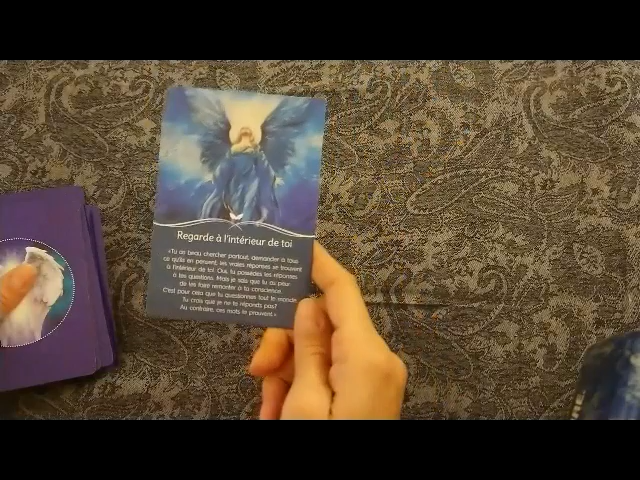 Regarde à l'intérieur de toi
«Tu as beau chercher partout, demander à tous
ce qu'ils en pensent, les vraies réponses se trouvent
à l'intérieur de toi. Oui, tu possèdes les réponses
à tes questions. Mais je sais que tu as peur
de les faire remonter à ta conscience.
C'est pour cela que tu questionnes tout le monde.
Tu crois que je ne te réponds pas?
Au contraire, ces mots le prouvent.»